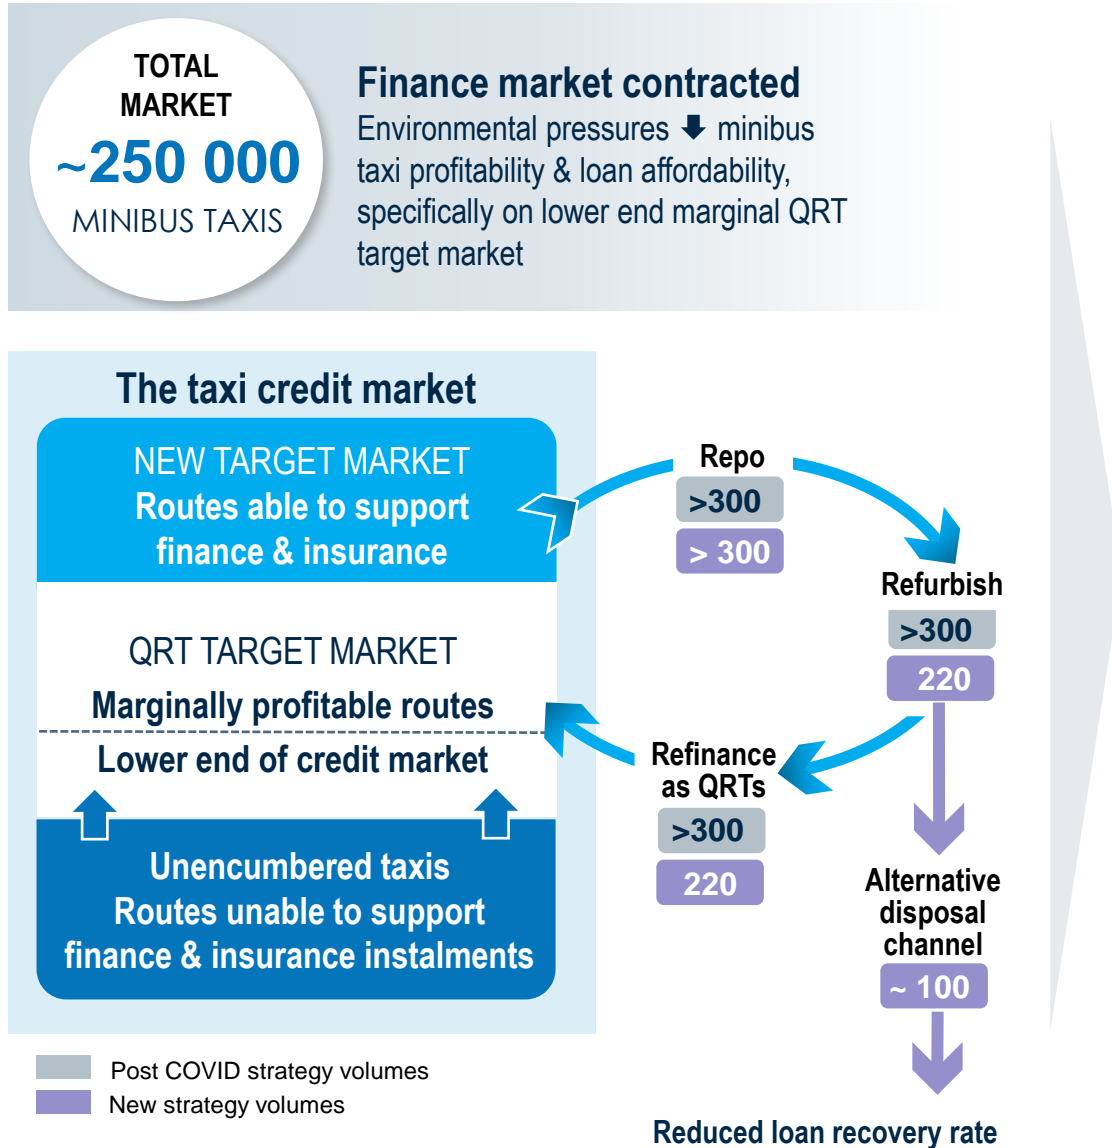 TOTAL
MARKET
~250 000
MINIBUS TAXIS
Finance market contracted
Environmental pressures 🡇 minibus
taxi profitability & loan affordability,
specifically on lower end marginal QRT
target market
The taxi credit market
NEW TARGET MARKET
Routes able to support
finance & insurance
QRT TARGET MARKET
Marginally profitable routes
Lower end of credit market
Unencumbered taxis
Routes unable to support
finance & insurance instalments
Repo
>300
> 300
Refurbish
>300
220
Refinance
as QRTs
>300
220
Alternative
disposal
channel
~ 100
Reduced loan recovery rate
Post COVID strategy volumes
New strategy volumes